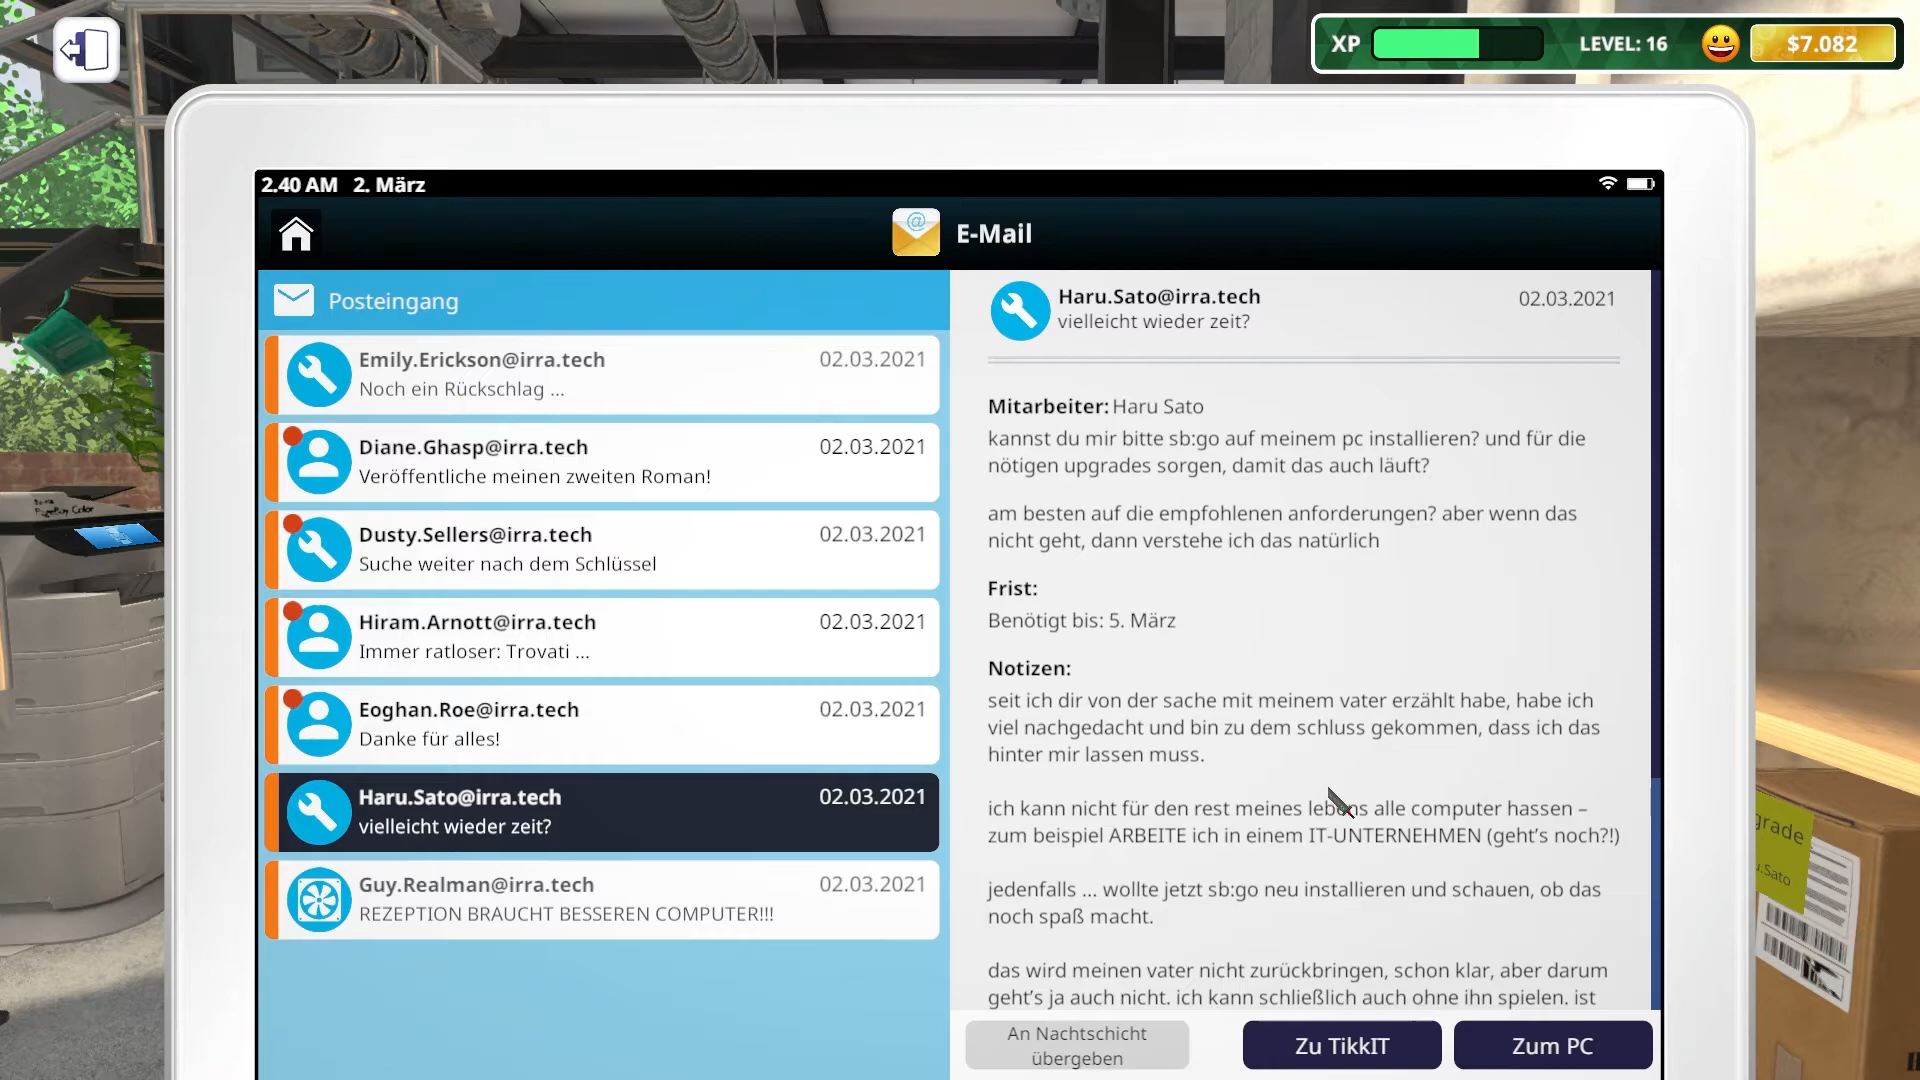 XP
LEVEL: 16
$7.082
2.40 AM 2. März
E-Mail
Posteingang
Emily.Erickson@irra.tech 02.03.2021
Noch ein Rückschlag ...
Diane.Ghasp@irra.tech 02.03.2021
Veröffentliche meinen zweiten Roman!
Dusty.Sellers@irra.tech 02.03.2021
Suche weiter nach dem Schlüssel
Hiram.Arnott@irra.tech 02.03.2021
Immer ratloser: Trovati ...
Eoghan.Roe@irra.tech 02.03.2021
Danke für alles!
Haru.Sato@irra.tech 02.03.2021
vielleicht wieder zeit?
Guy.Realman@irra.tech 02.03.2021
REZEPTION BRAUCHT BESSEREN COMPUTER!!!
Haru.Sato@irra.tech 02.03.2021
vielleicht wieder zeit?
Mitarbeiter: Haru Sato
kannst du mir bitte sb:go auf meinem pc installieren? und für die
nötigen upgrades sorgen, damit das auch läuft?
am besten auf die empfohlenen anforderungen? aber wenn das
nicht geht, dann verstehe ich das natürlich
Frist:
Benötigt bis: 5. März
Notizen:
seit ich dir von der sache mit meinem vater erzählt habe, habe ich
viel nachgedacht und bin zu dem schluss gekommen, dass ich das
hinter mir lassen muss.
ich kann nicht für den rest meines lebens alle computer hassen –
zum beispiel ARBEITE ich in einem IT-UNTERNEHMEN (geht's noch?!)
jedenfalls ... wollte jetzt sb:go neu installieren und schauen, ob das
noch spaß macht.
das wird meinen vater nicht zurückbringen, schon klar, aber darum
geht's ja auch nicht. ich kann schließlich auch ohne ihn spielen. ist
An Nachtschicht
übergeben
Zu TikkIT
Zum PC
grade
u.Sato